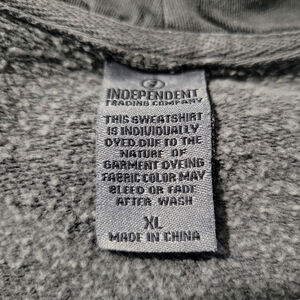 INDEPENDENT
TRADING COMPANY
THIS SWEATSHIRT
IS INDIVIDUALLY
DYED. DUE TO THE
NATURE OF
GARMENT DYEING
FABRIC COLOR MAY
BLEED OR FADE
AFTER WASH
XL
MADE IN CHINA